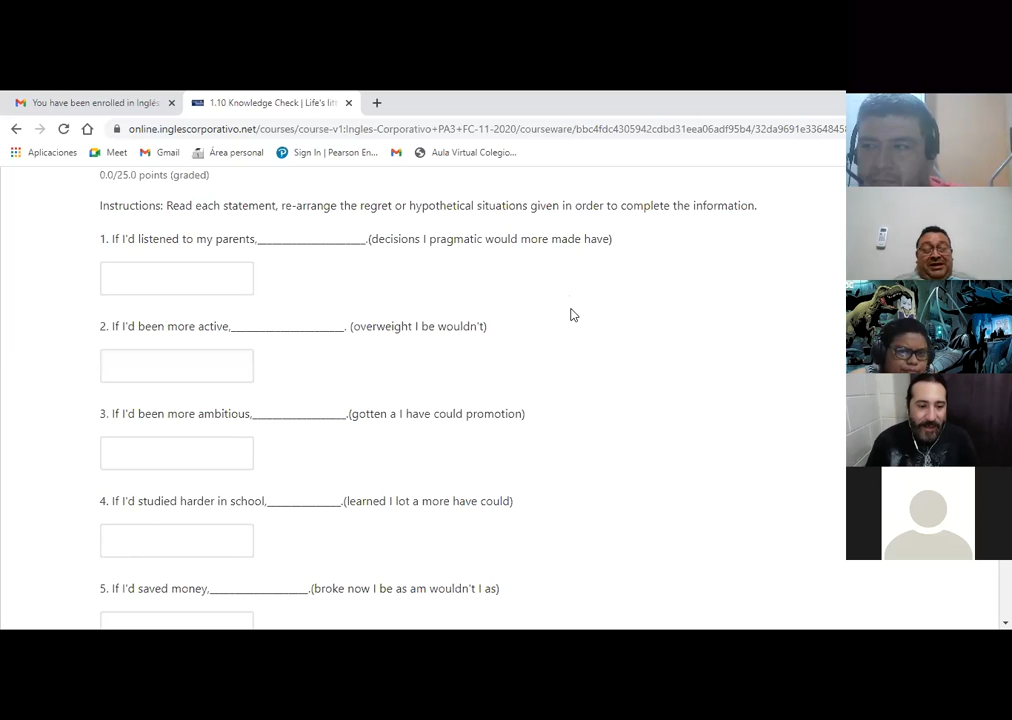 You have been enrolled in Inglés
1.10 Knowledge Check | Life's litt
online.inglescorporativo.net/courses/course-v1:Ingles-Corporativo+PA3+FC-11-2020/courseware/bbc4fdc4305942cdbd31eea06adf95b4/32da9691e3364845
Aplicaciones Meet Gmail Área personal Sign In | Pearson En... Aula Virtual Colegio...
0.0/25.0 points (graded)
Instructions: Read each statement, re-arrange the regret or hypothetical situations given in order to complete the information.
1. If I'd listened to my parents,____________________.(decisions I pragmatic would more made have)
2. If I'd been more active,_____________________. (overweight I be wouldn't)
3. If I'd been more ambitious,_________________.(gotten a I have could promotion)
4. If I'd studied harder in school,_____________.(learned I lot a more have could)
5. If I'd saved money,__________________.(broke now I be as am wouldn't I as)